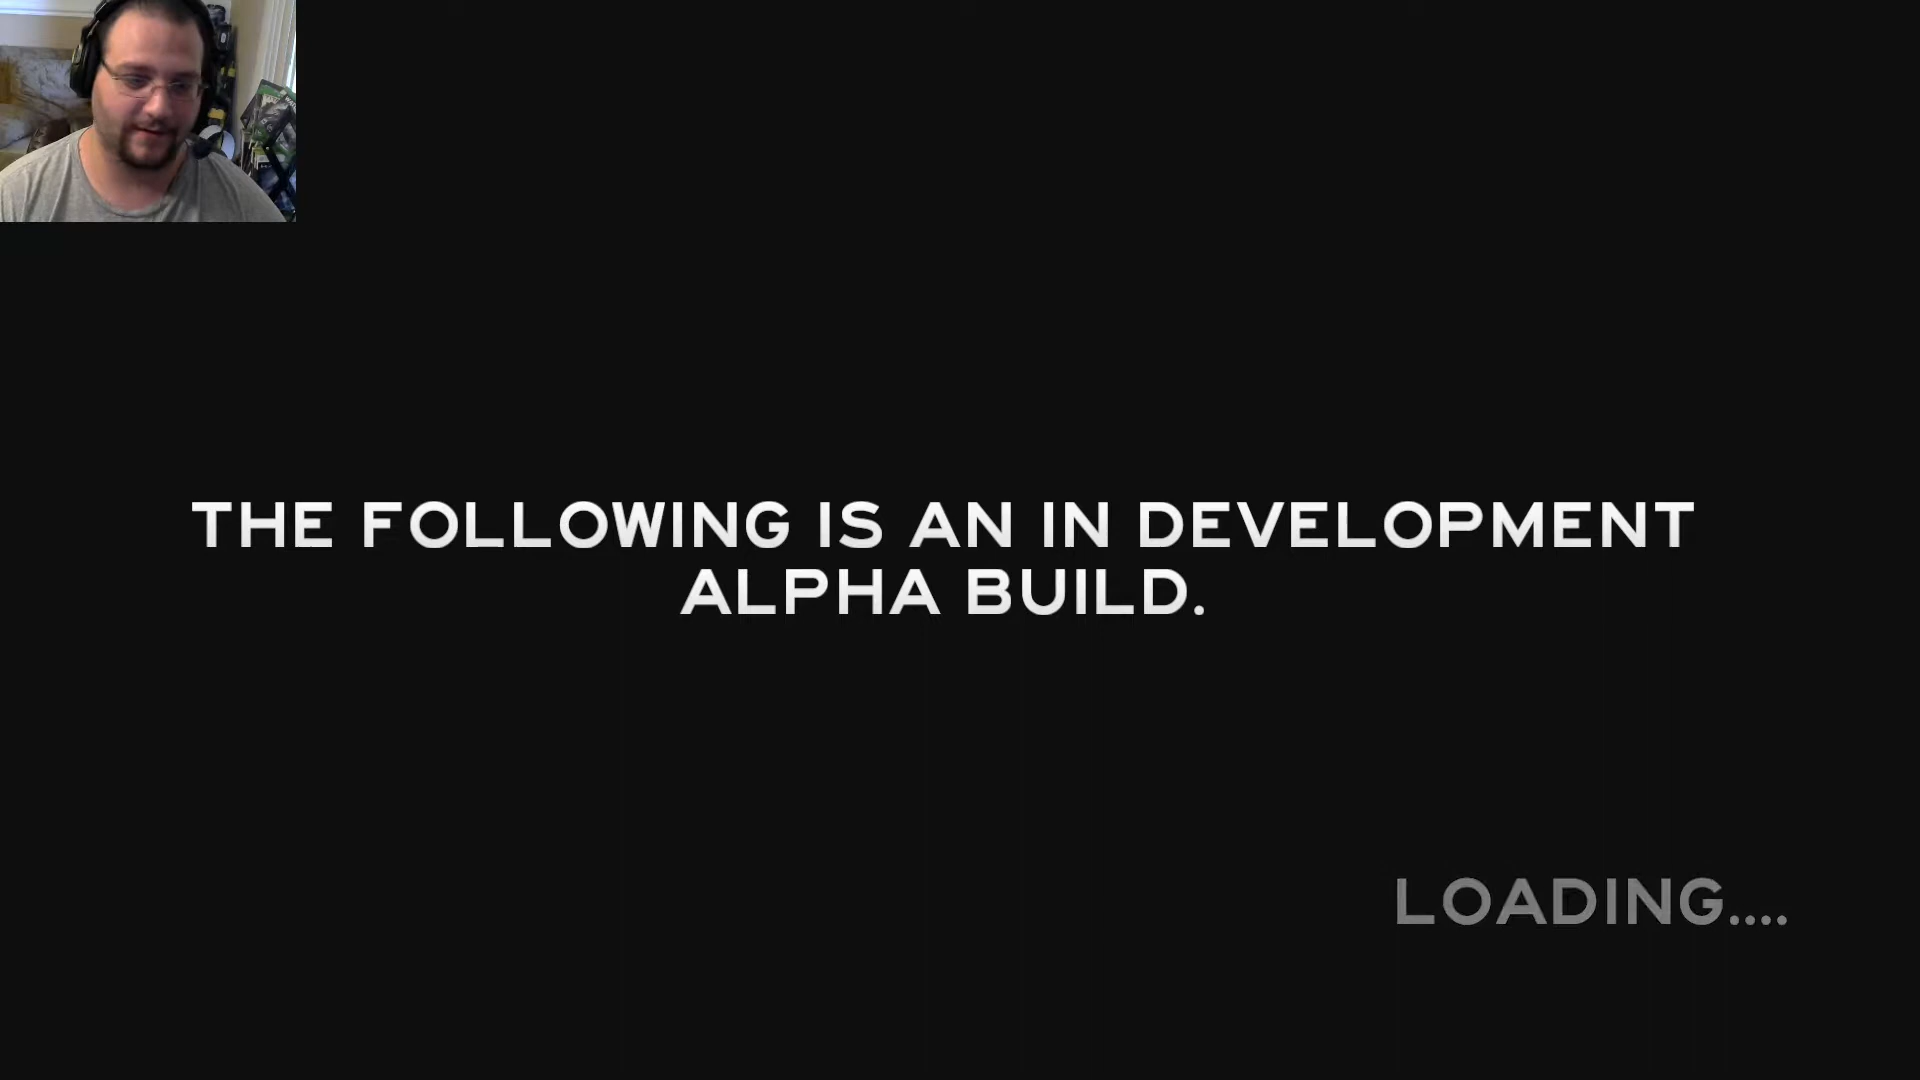 THE FOLLOWING IS AN IN DEVELOPMENT
ALPHA BUILD.
LOADING....